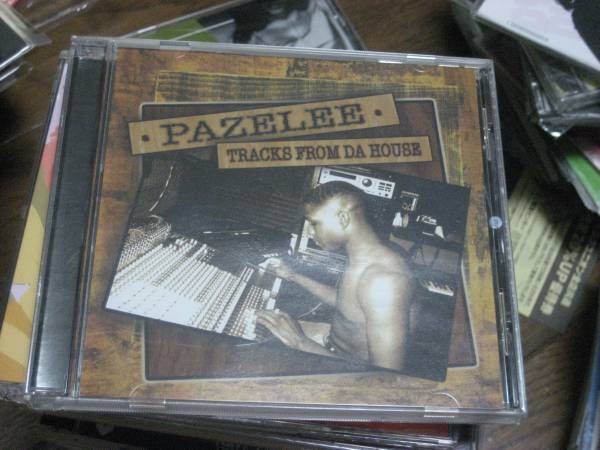 · PAZELEE ·
TRACKS FROM DA HOUSE